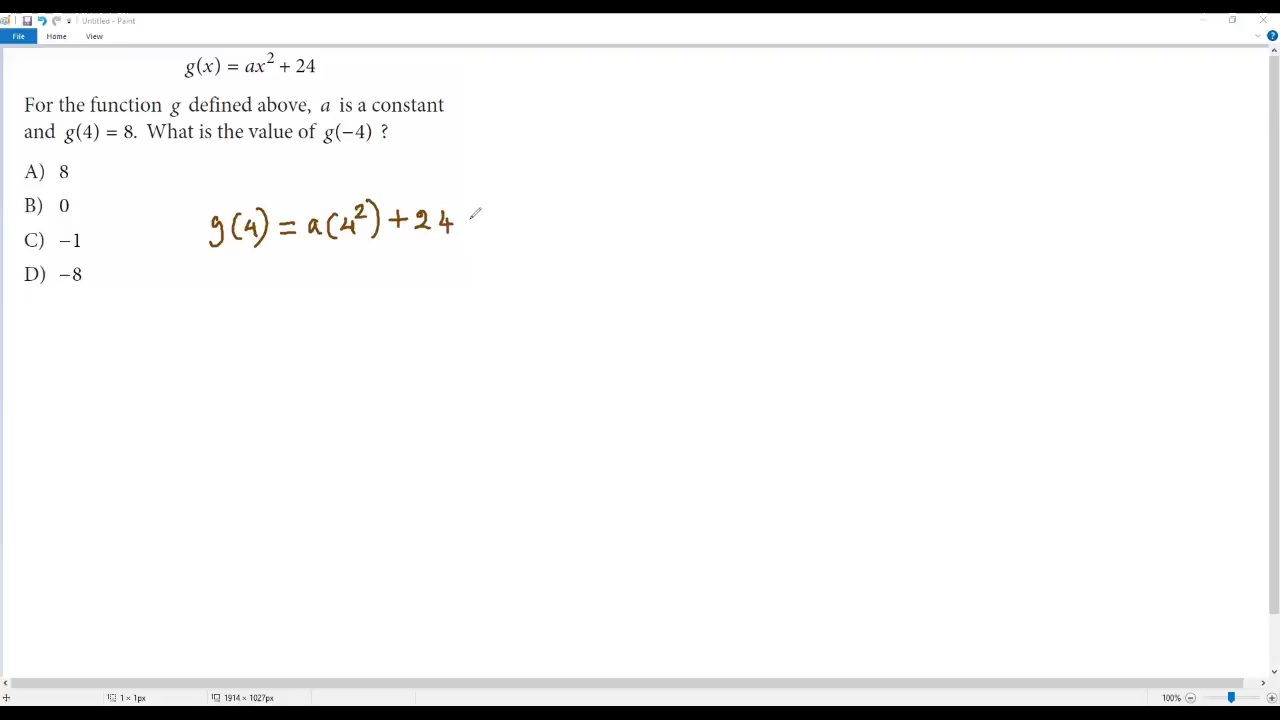 Untitled - Paint
File Home View
g(x) = ax² + 24
For the function g defined above, a is a constant
and g(4) = 8. What is the value of g(−4) ?
A) 8
B) 0
C) −1
D) −8
g(4) = a(4²) + 24
1 × 1px 1914 × 1027px 100%